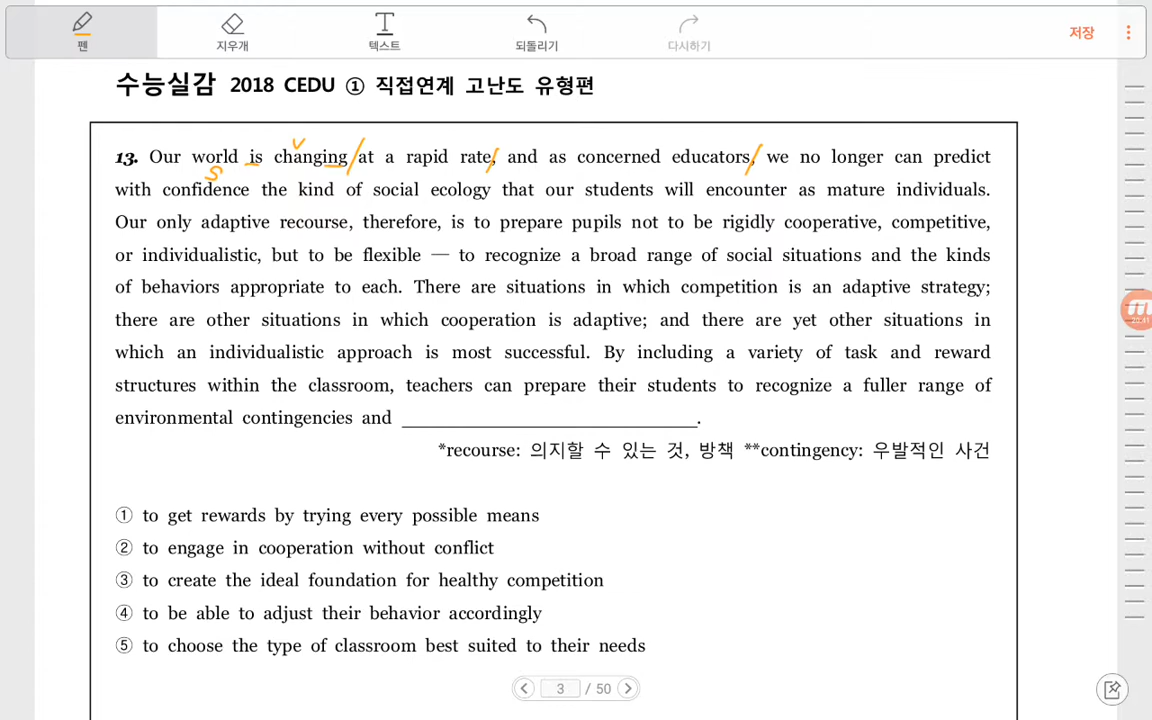 펜 지우개 텍스트 되돌리기 다시하기 저장
수능실감 2018 CEDU ① 직접연계 고난도 유형편
V
13. Our world is changing at a rapid rate, and as concerned educators, we no longer can predict
S
with confidence the kind of social ecology that our students will encounter as mature individuals.
Our only adaptive recourse, therefore, is to prepare pupils not to be rigidly cooperative, competitive,
or individualistic, but to be flexible — to recognize a broad range of social situations and the kinds
of behaviors appropriate to each. There are situations in which competition is an adaptive strategy;
there are other situations in which cooperation is adaptive; and there are yet other situations in
which an individualistic approach is most successful. By including a variety of task and reward
structures within the classroom, teachers can prepare their students to recognize a fuller range of
environmental contingencies and ______________________________.
*recourse: 의지할 수 있는 것, 방책 **contingency: 우발적인 사건
① to get rewards by trying every possible means
② to engage in cooperation without conflict
③ to create the ideal foundation for healthy competition
④ to be able to adjust their behavior accordingly
⑤ to choose the type of classroom best suited to their needs
3 / 50